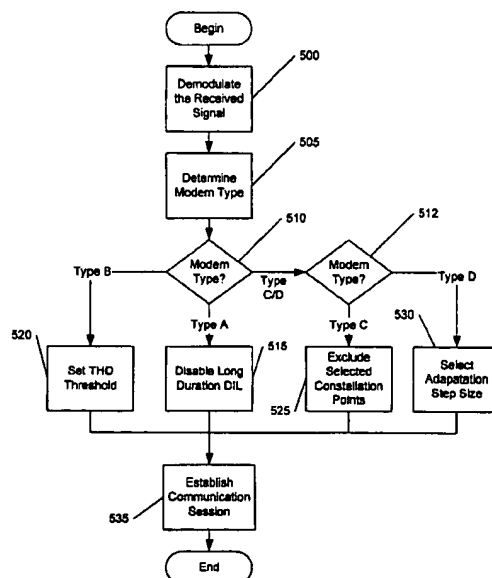 Begin
500
Demodulate
the Received
Signal
505
Determine
Modem Type
510
512
Modem
Type?
Modem
Type?
Type B
Type
C/D
Type D
Type A
Type C
520
515
530
Set THD
Threshold
Disable Long
Duration DIL
Exclude
Selected
Constellation
Points
525
Select
Adapatation
Step Size
Establish
Communication
Session
535
End